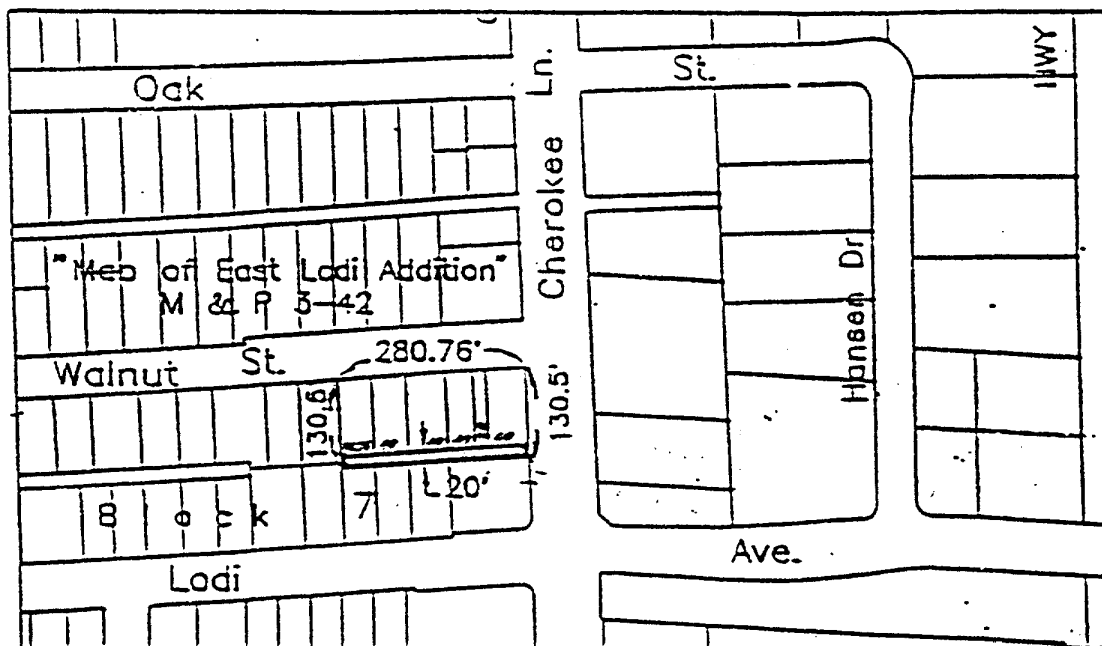 Oak
St.
HWY
Cherokee Ln.
"Map of East Lodi Addition"
M & P 3-42
Hansen Dr
Walnut St.
280.76'
130.6'
130.5'
20'
Block 7
Lodi
Ave.